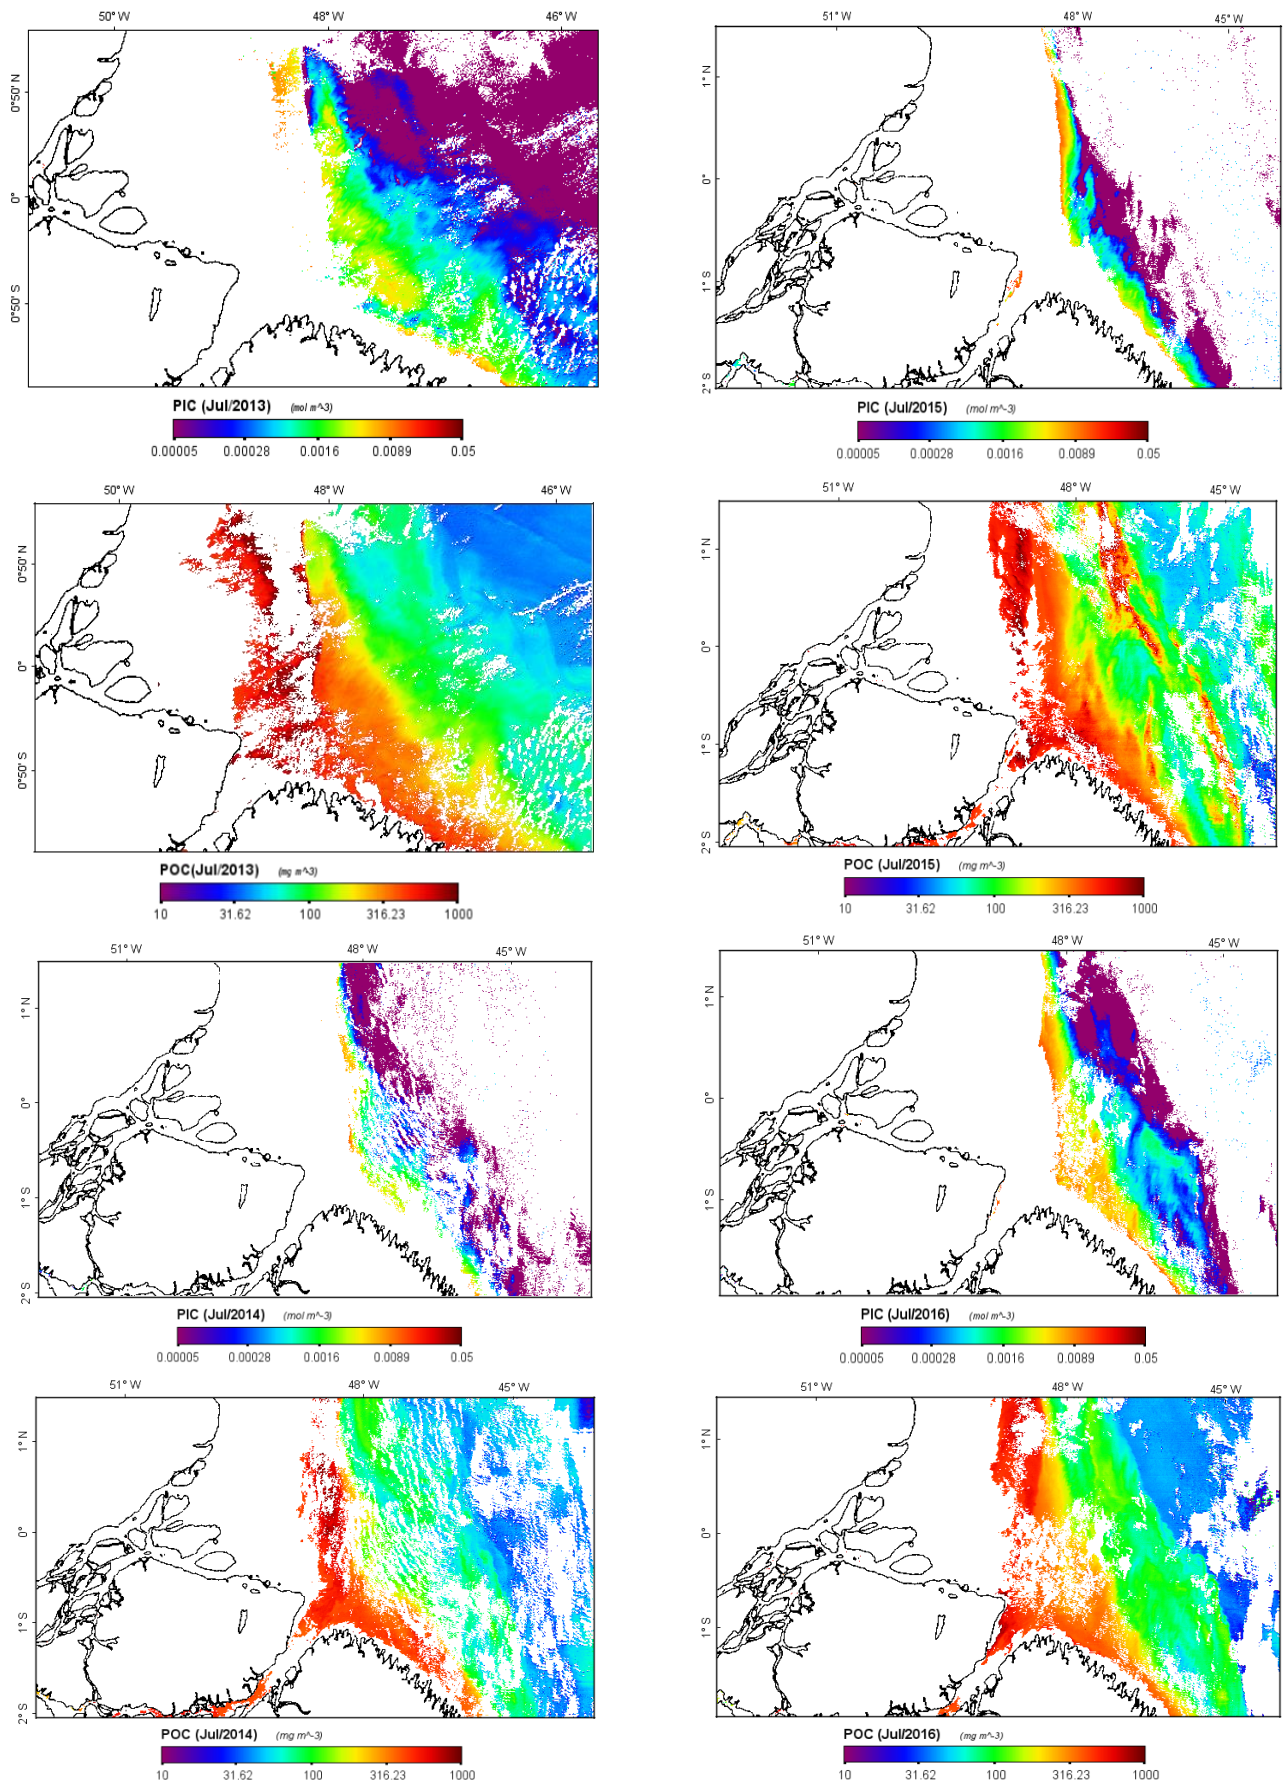 50° W 48° W 46° W
0°50' N
0°
0°50' S
PIC (Jul/2013) (mol m^-3)
0.00005 0.00028 0.0016 0.0089 0.05
51° W 48° W 45° W
1° N
0°
1° S
2° S
PIC (Jul/2015) (mol m^-3)
0.00005 0.00028 0.0016 0.0089 0.05
50° W 48° W 46° W
0°50' N
0°
0°50' S
POC(Jul/2013) (mg m^-3)
10 31.62 100 316.23 1000
51° W 48° W 45° W
1° N
0°
1° S
2° S
POC (Jul/2015) (mg m^-3)
10 31.62 100 316.23 1000
51° W 48° W 45° W
1° N
0°
1° S
2° S
PIC (Jul/2014) (mol m^-3)
0.00005 0.00028 0.0016 0.0089 0.05
51° W 48° W 45° W
1° N
0°
1° S
PIC (Jul/2016) (mol m^-3)
0.00005 0.00028 0.0016 0.0089 0.05
51° W 48° W 45° W
1° N
0°
1° S
2° S
POC (Jul/2014) (mg m^-3)
10 31.62 100 316.23 1000
51° W 48° W 45° W
1° N
0°
1° S
POC (Jul/2016) (mg m^-3)
10 31.62 100 316.23 1000